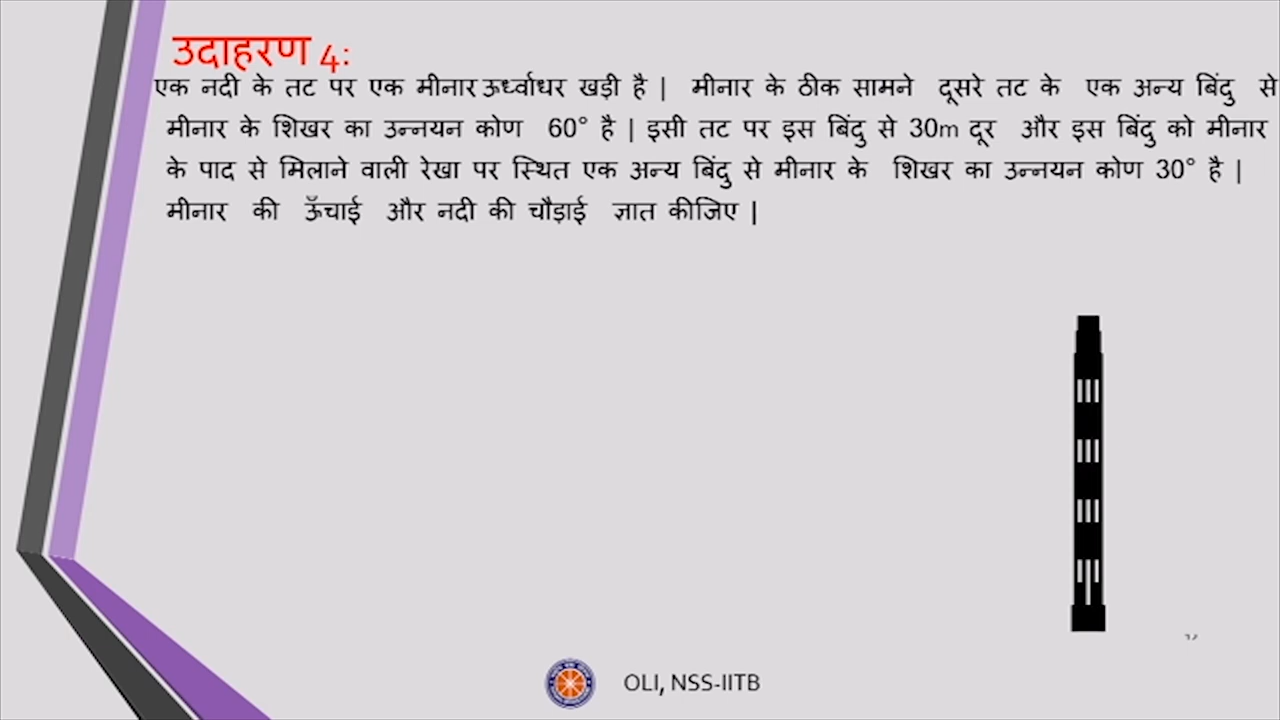 उदाहरण 4:
एक नदी के तट पर एक मीनार ऊर्ध्वाधर खड़ी है | मीनार के ठीक सामने दूसरे तट के एक अन्य बिंदु से
मीनार के शिखर का उन्नयन कोण 60° है | इसी तट पर इस बिंदु से 30m दूर और इस बिंदु को मीनार
के पाद से मिलाने वाली रेखा पर स्थित एक अन्य बिंदु से मीनार के शिखर का उन्नयन कोण 30° है |
मीनार की ऊँचाई और नदी की चौड़ाई ज्ञात कीजिए |
OLI, NSS-IITB